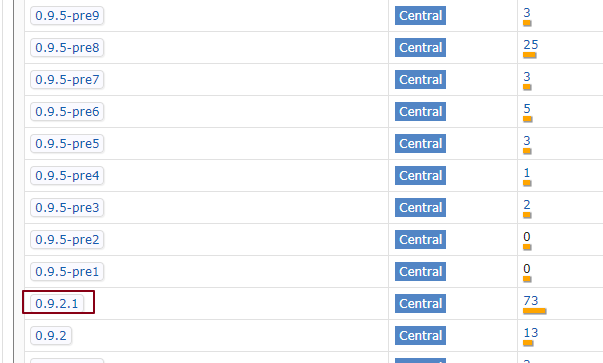 0.9.5-pre9 Central 3
0.9.5-pre8 Central 25
0.9.5-pre7 Central 3
0.9.5-pre6 Central 5
0.9.5-pre5 Central 3
0.9.5-pre4 Central 1
0.9.5-pre3 Central 2
0.9.5-pre2 Central 0
0.9.5-pre1 Central 0
0.9.2.1 Central 73
0.9.2 Central 13